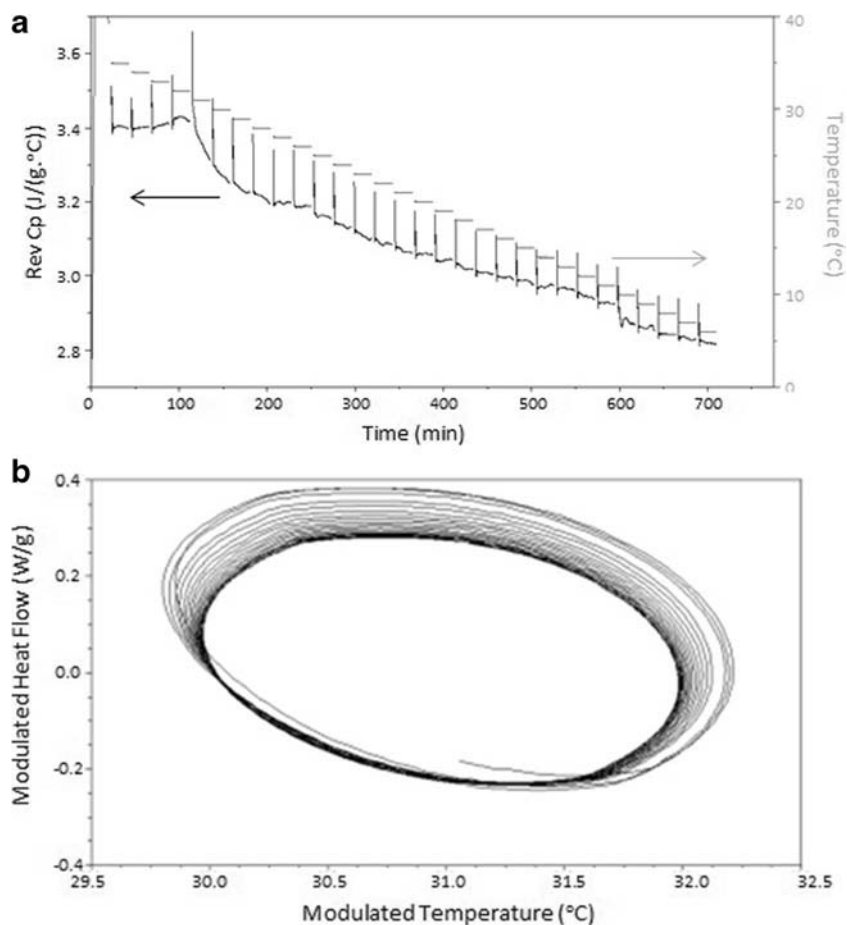 a
3.6
3.4
3.2
3.0
2.8
Rev Cp (J/(g.°C))
40
30
20
10
0
Temperature (°C)
0 100 200 300 400 500 600 700
Time (min)
b
0.4
0.2
0.0
-0.2
-0.4
Modulated Heat Flow (W/g)
29.5 30.0 30.5 31.0 31.5 32.0 32.5
Modulated Temperature (°C)